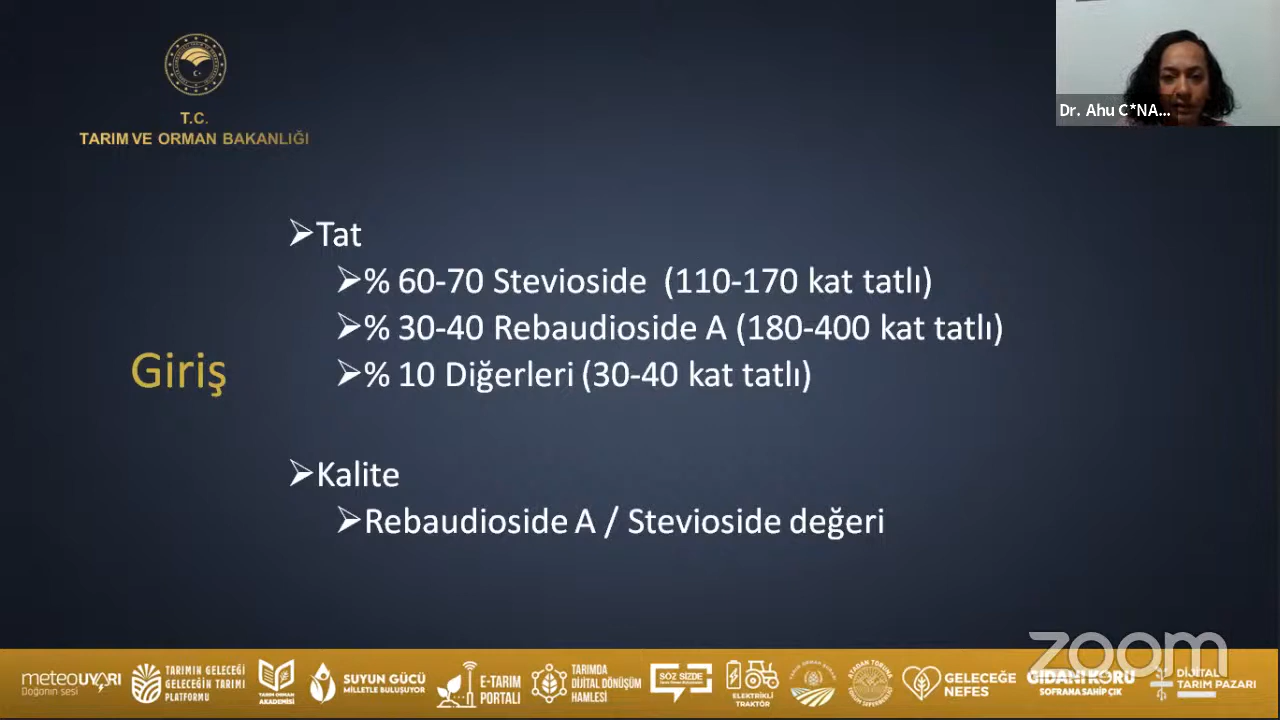 T.C.
TARIM VE ORMAN BAKANLIĞI
Dr. Ahu C*NA...
➢Tat
➢% 60-70 Stevioside (110-170 kat tatlı)
➢% 30-40 Rebaudioside A (180-400 kat tatlı)
➢% 10 Diğerleri (30-40 kat tatlı)
Giriş
➢Kalite
➢Rebaudioside A / Stevioside değeri
zoom
meteoUYARI
Doğanın sesi
TARIMIN GELECEĞİ
GELECEĞİN TARIMI
PLATFORMU
TARIM ORMAN
AKADEMİSİ
SUYUN GÜCÜ
MİLLETLE BULUŞUYOR
E-TARIM
PORTALI
TARIMDA
DİJİTAL DÖNÜŞÜM
HAMLESİ
SÖZ SİZDE
ELEKTRİKLİ
TRAKTÖR
GELECEĞE
NEFES
GIDANI KORU
SOFRANA SAHİP ÇIK
DİJİTAL
TARIM PAZARI